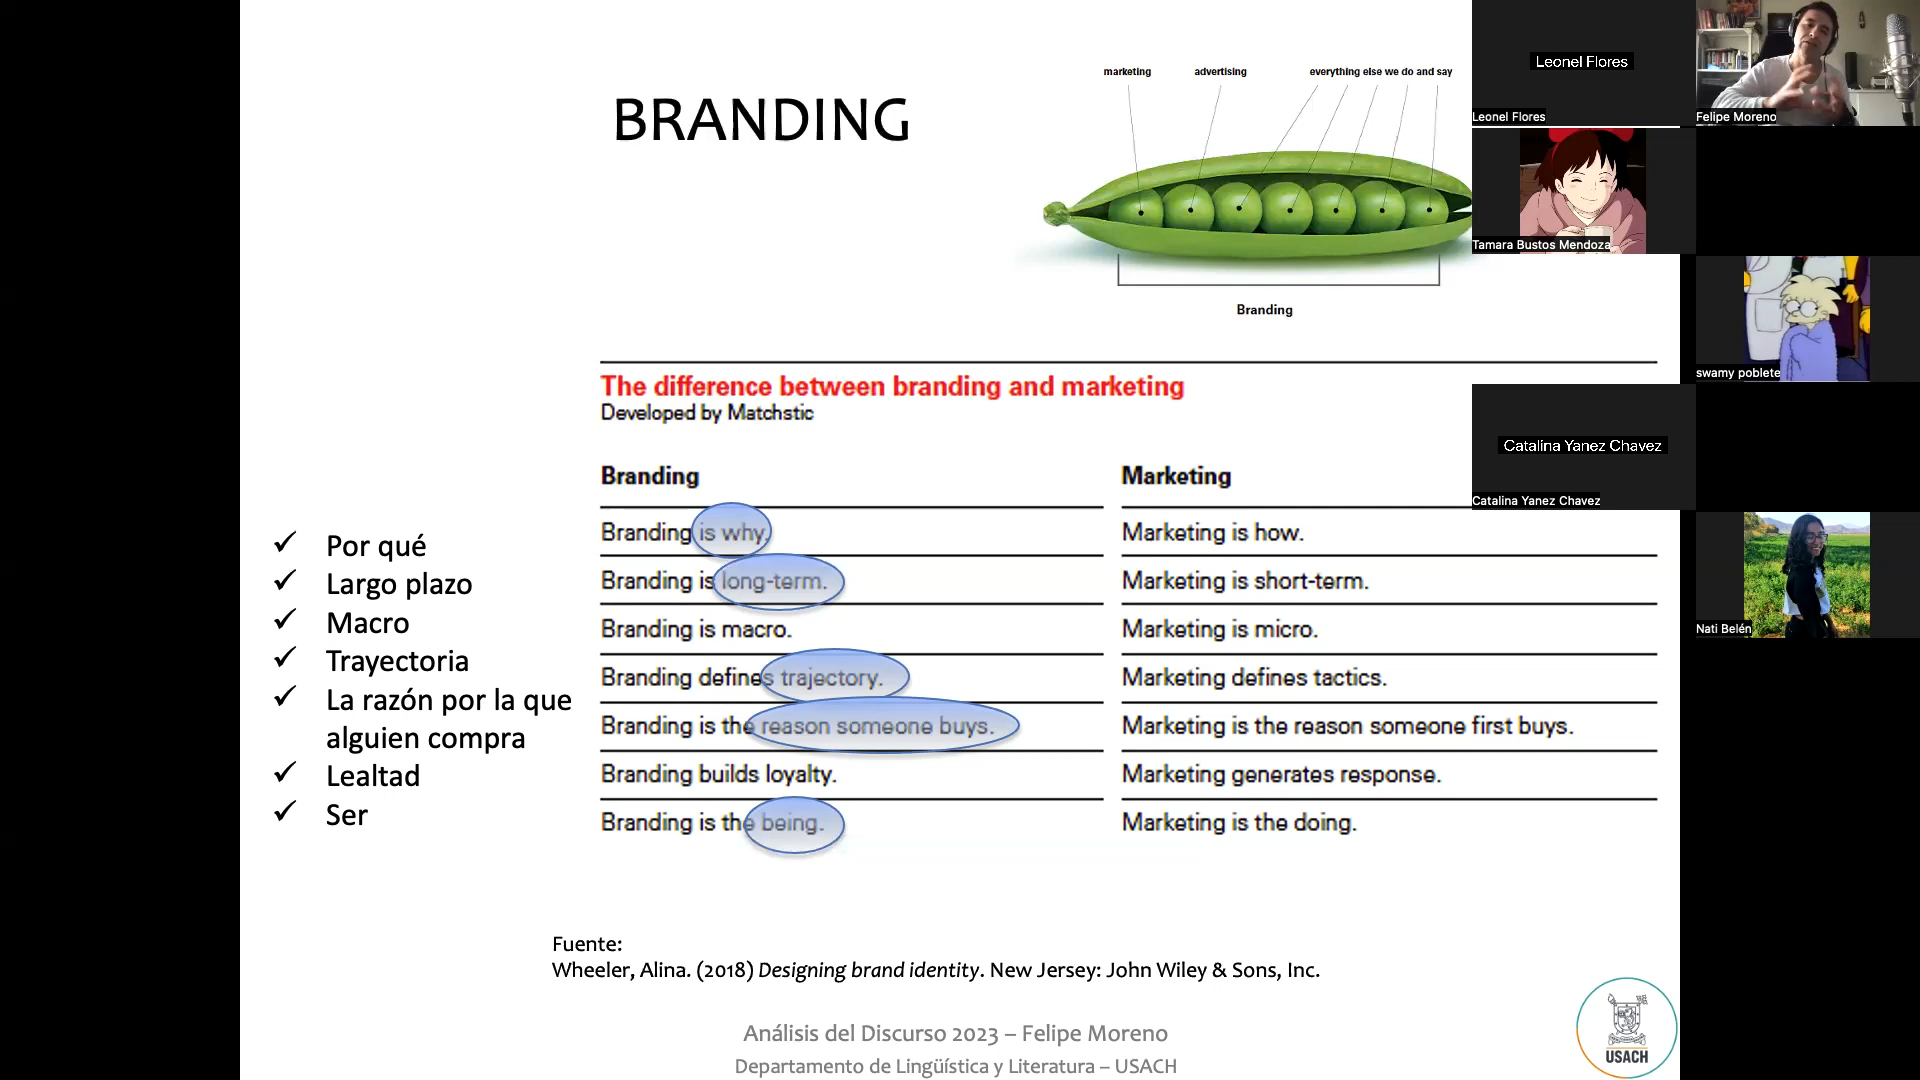 BRANDING
marketing
advertising
everything else we do and say
Branding
The difference between branding and marketing
Developed by Matchstic
Branding
Marketing
Branding is why.
Marketing is how.
Branding is long-term.
Marketing is short-term.
Branding is macro.
Marketing is micro.
Branding defines trajectory.
Marketing defines tactics.
Branding is the reason someone buys.
Marketing is the reason someone first buys.
Branding builds loyalty.
Marketing generates response.
Branding is the being.
Marketing is the doing.
✓ Por qué
✓ Largo plazo
✓ Macro
✓ Trayectoria
✓ La razón por la que
alguien compra
✓ Lealtad
✓ Ser
Fuente:
Wheeler, Alina. (2018) Designing brand identity. New Jersey: John Wiley & Sons, Inc.
Análisis del Discurso 2023 – Felipe Moreno
Departamento de Lingüística y Literatura – USACH
USACH
Leonel Flores
Leonel Flores
Felipe Moreno
Tamara Bustos Mendoza
swamy poblete
Catalina Yanez Chavez
Catalina Yanez Chavez
Nati Belén